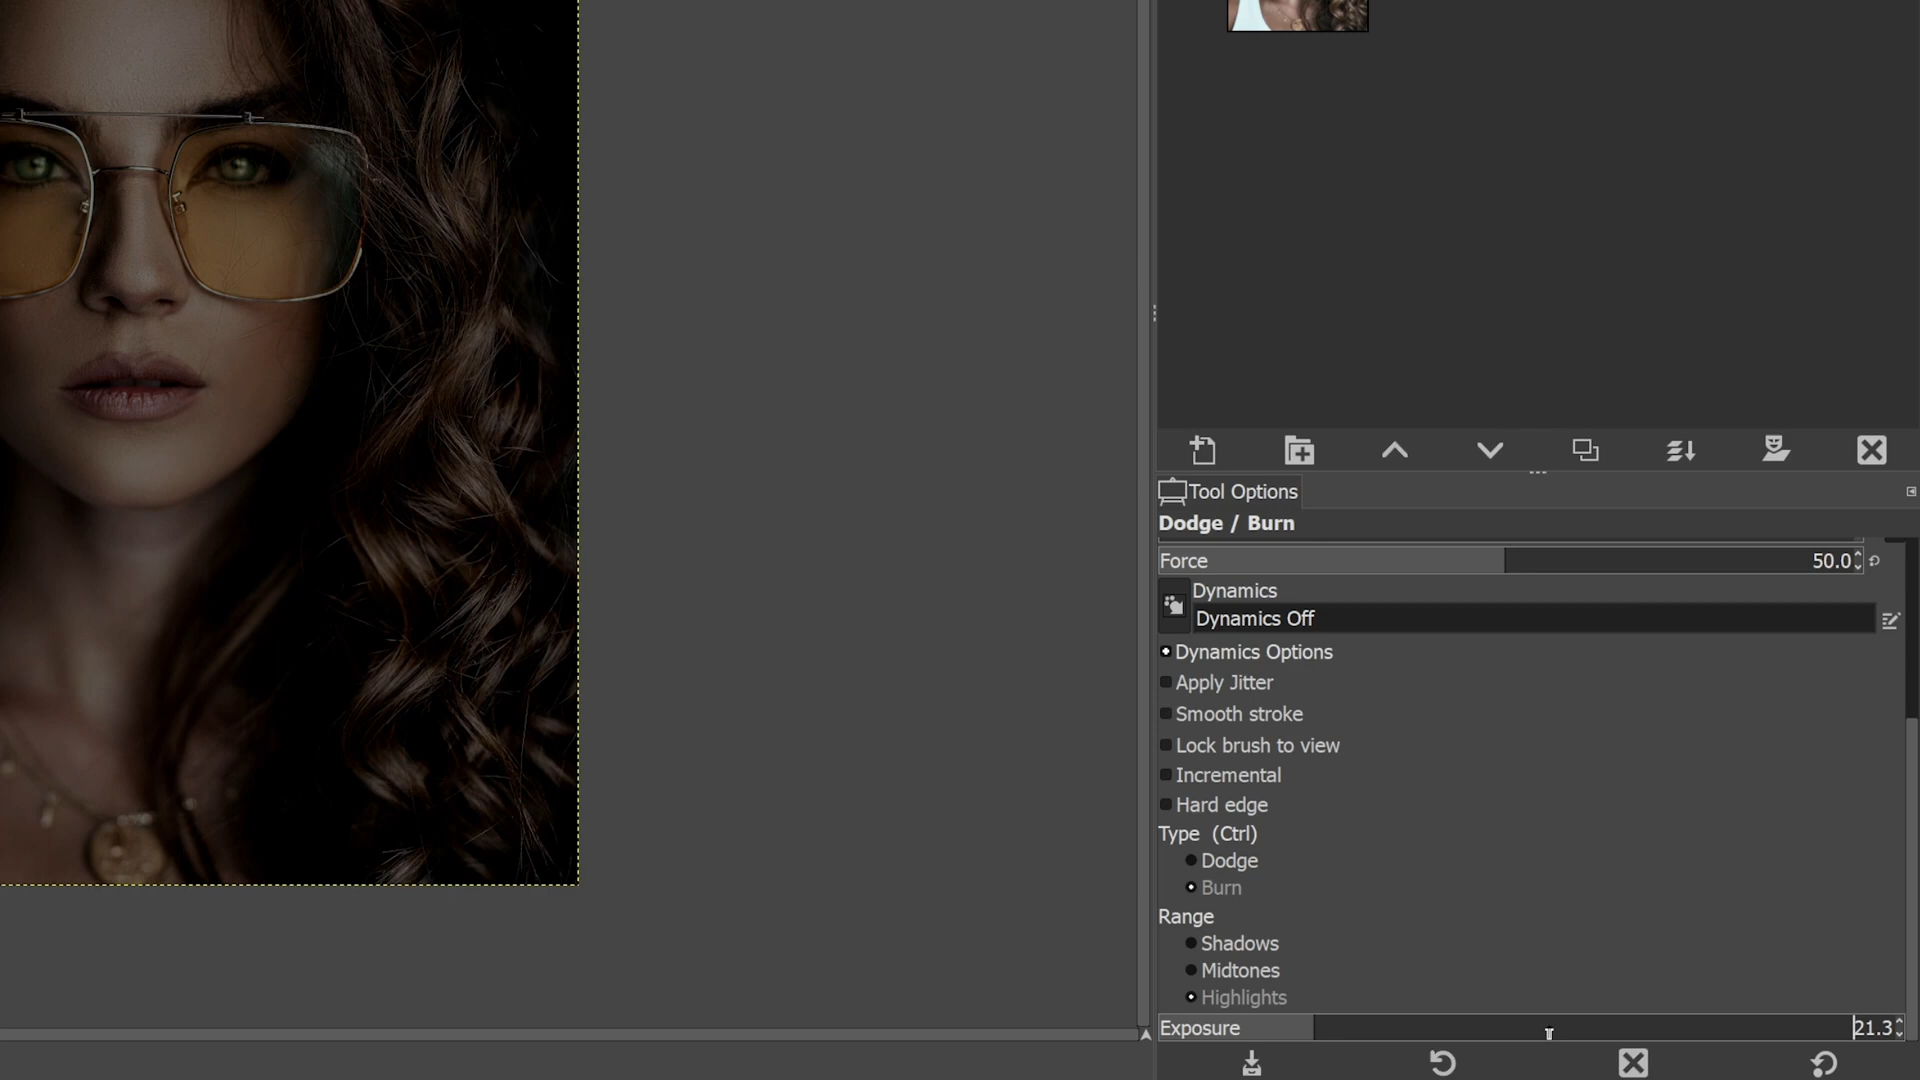 Tool Options
Dodge / Burn
Force 50.0
Dynamics
Dynamics Off
Dynamics Options
Apply Jitter
Smooth stroke
Lock brush to view
Incremental
Hard edge
Type (Ctrl)
Dodge
Burn
Range
Shadows
Midtones
Highlights
Exposure 21.3